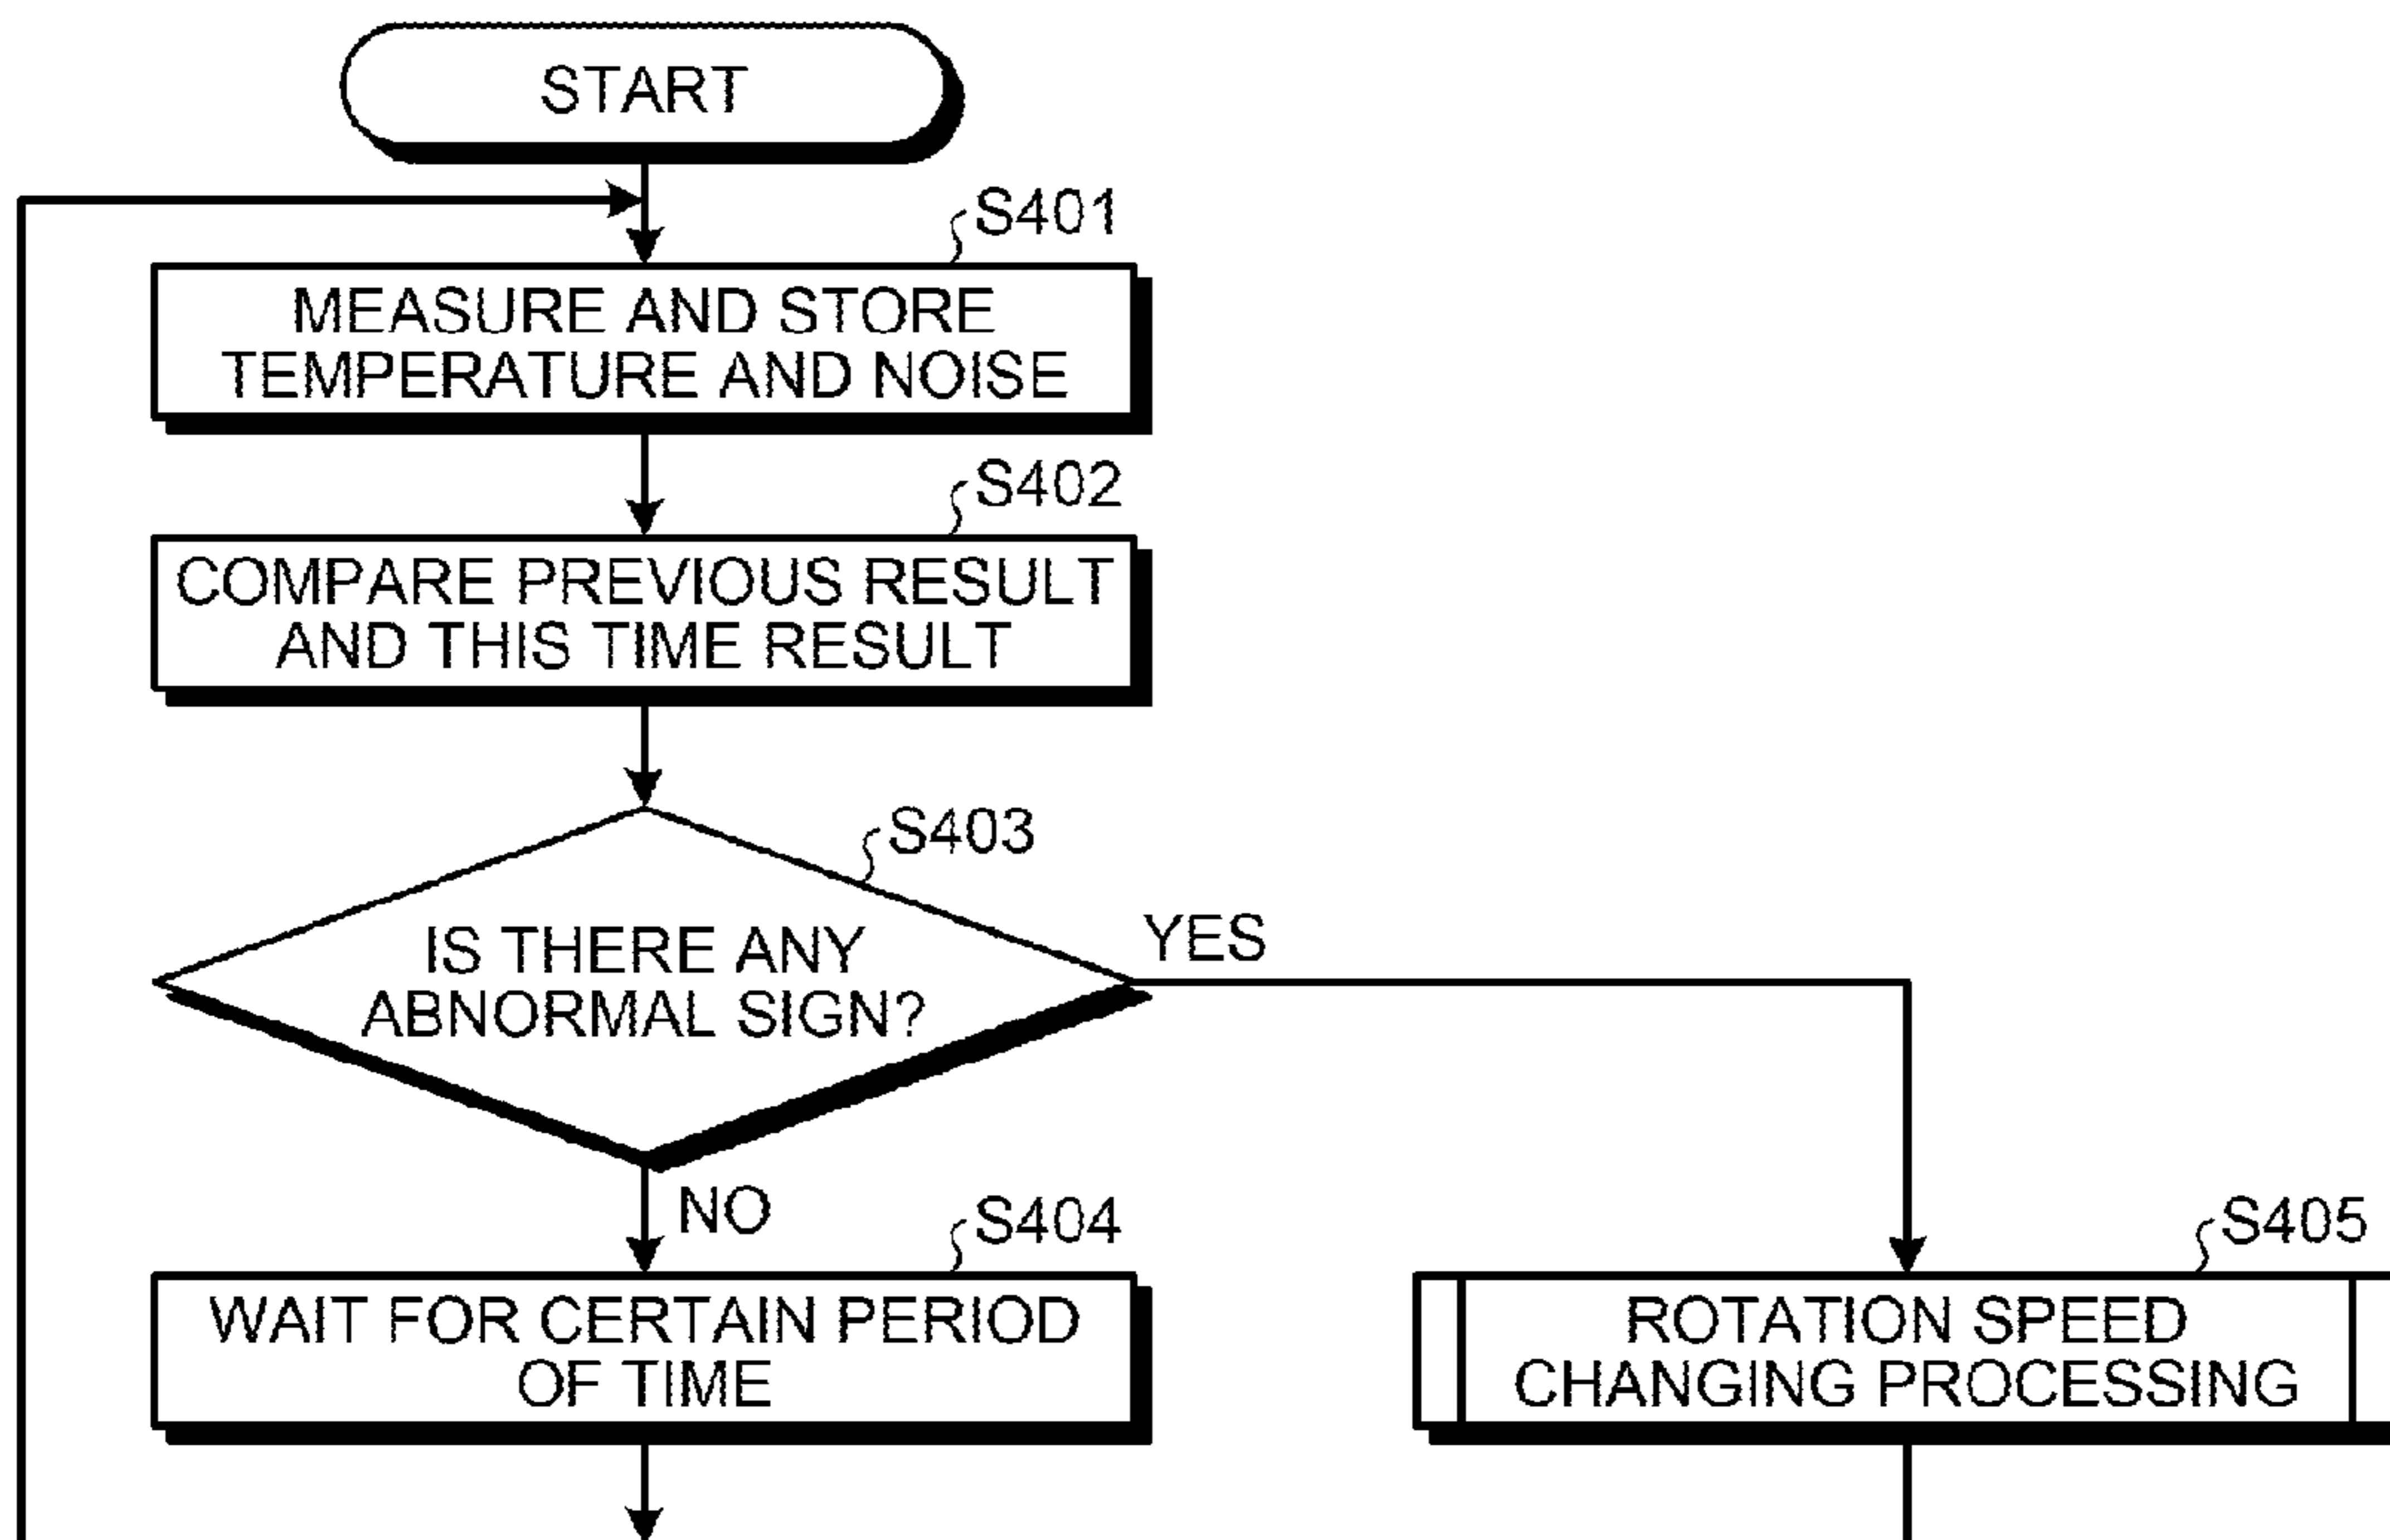 START
S401
MEASURE AND STORE
TEMPERATURE AND NOISE
S402
COMPARE PREVIOUS RESULT
AND THIS TIME RESULT
S403
IS THERE ANY
ABNORMAL SIGN?
YES
NO
S404
WAIT FOR CERTAIN PERIOD
OF TIME
S405
ROTATION SPEED
CHANGING PROCESSING